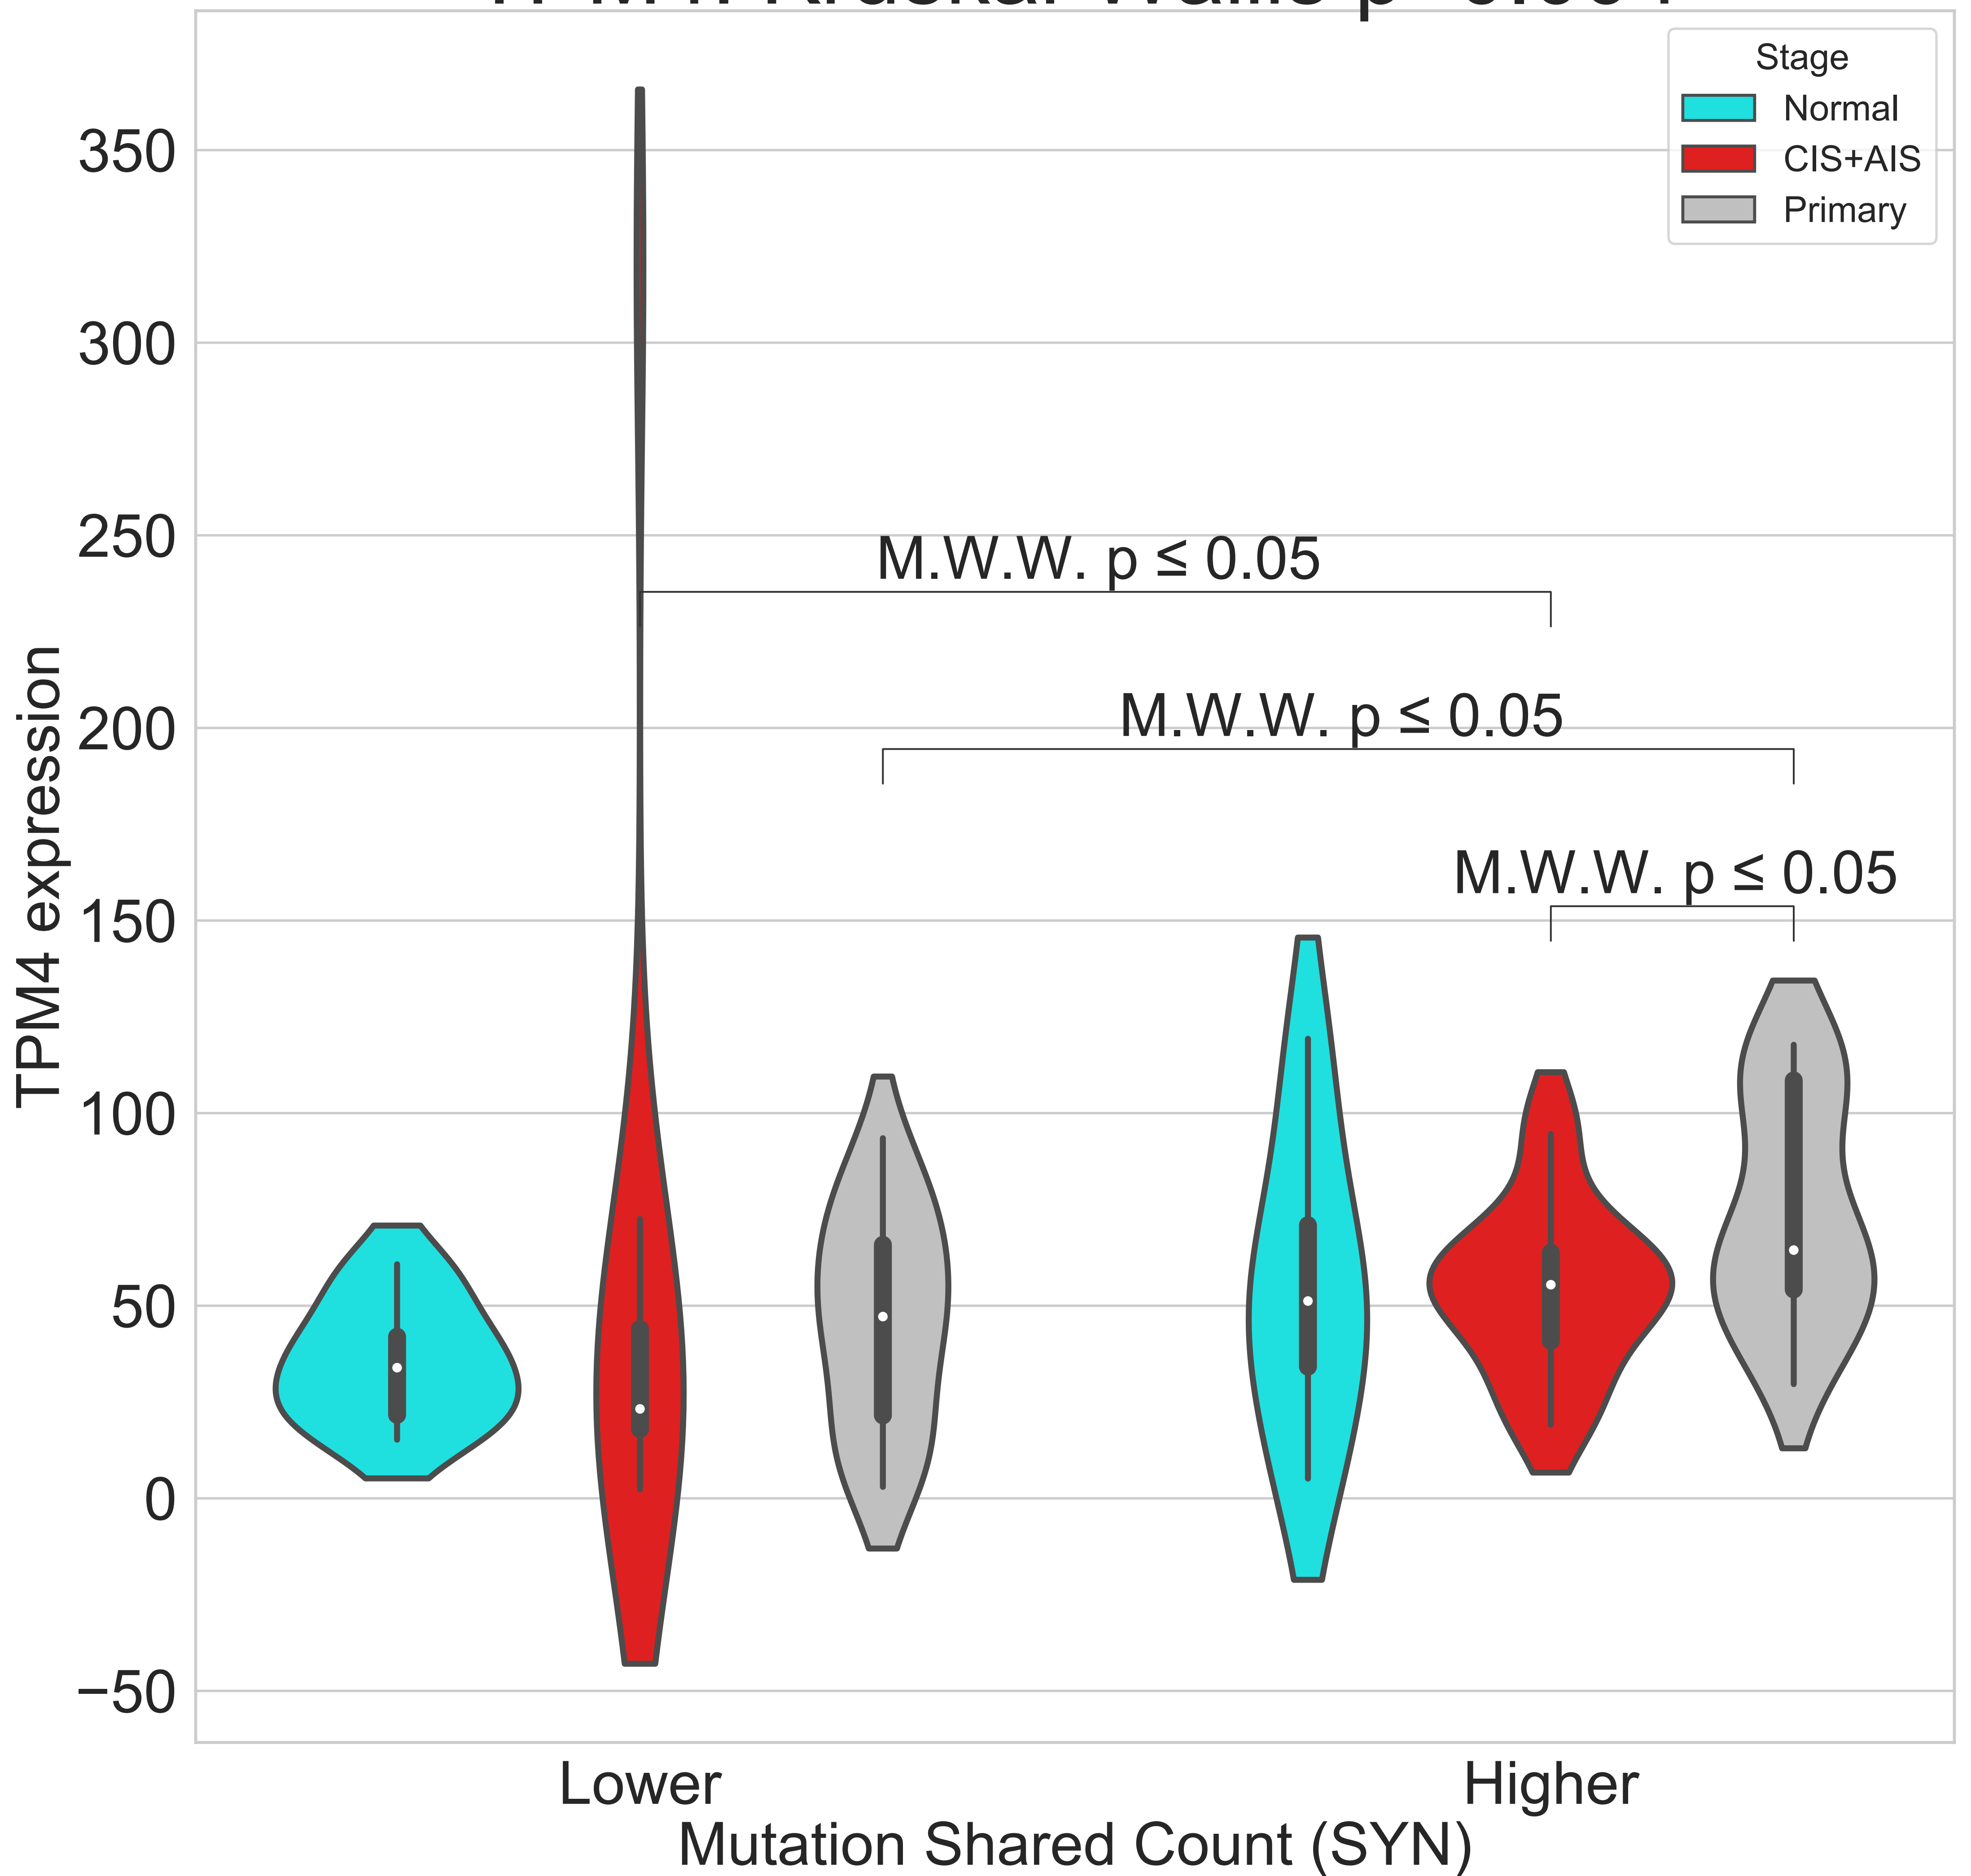 Stage
Normal
CIS+AIS
Primary
350
300
250
200
150
100
50
0
−50
TPM4 expression
M.W.W. p ≤ 0.05
M.W.W. p ≤ 0.05
M.W.W. p ≤ 0.05
Lower
Higher
Mutation Shared Count (SYN)